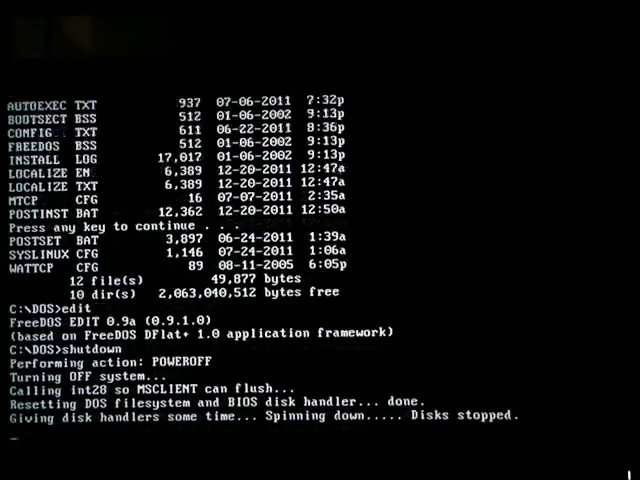 AUTOEXEC TXT 937 07-06-2011 7:32p
BOOTSECT BSS 512 01-06-2002 9:13p
CONFIG TXT 611 06-22-2011 8:36p
FREEDOS BSS 512 01-06-2002 9:13p
INSTALL LOG 17,017 01-06-2002 9:13p
LOCALIZE EN 6,389 12-20-2011 12:47a
LOCALIZE TXT 6,389 12-20-2011 12:47a
MTCP CFG 16 07-07-2011 2:35a
POSTINST BAT 12,362 12-20-2011 12:50a
Press any key to continue . . .
POSTSET BAT 3,897 06-24-2011 1:39a
SYSLINUX CFG 1,146 07-24-2011 1:06a
WATTCP CFG 89 08-11-2005 6:05p
12 file(s) 49,877 bytes
10 dir(s) 2,063,040,512 bytes free
C:\DOS>edit
FreeDOS EDIT 0.9a (0.9.1.0)
(based on FreeDOS DFlat+ 1.0 application framework)
C:\DOS>shutdown
Performing action: POWEROFF
Turning OFF system...
Calling int28 so MSCLIENT can flush...
Resetting DOS filesystem and BIOS disk handler... done.
Giving disk handlers some time... Spinning down..... Disks stopped.